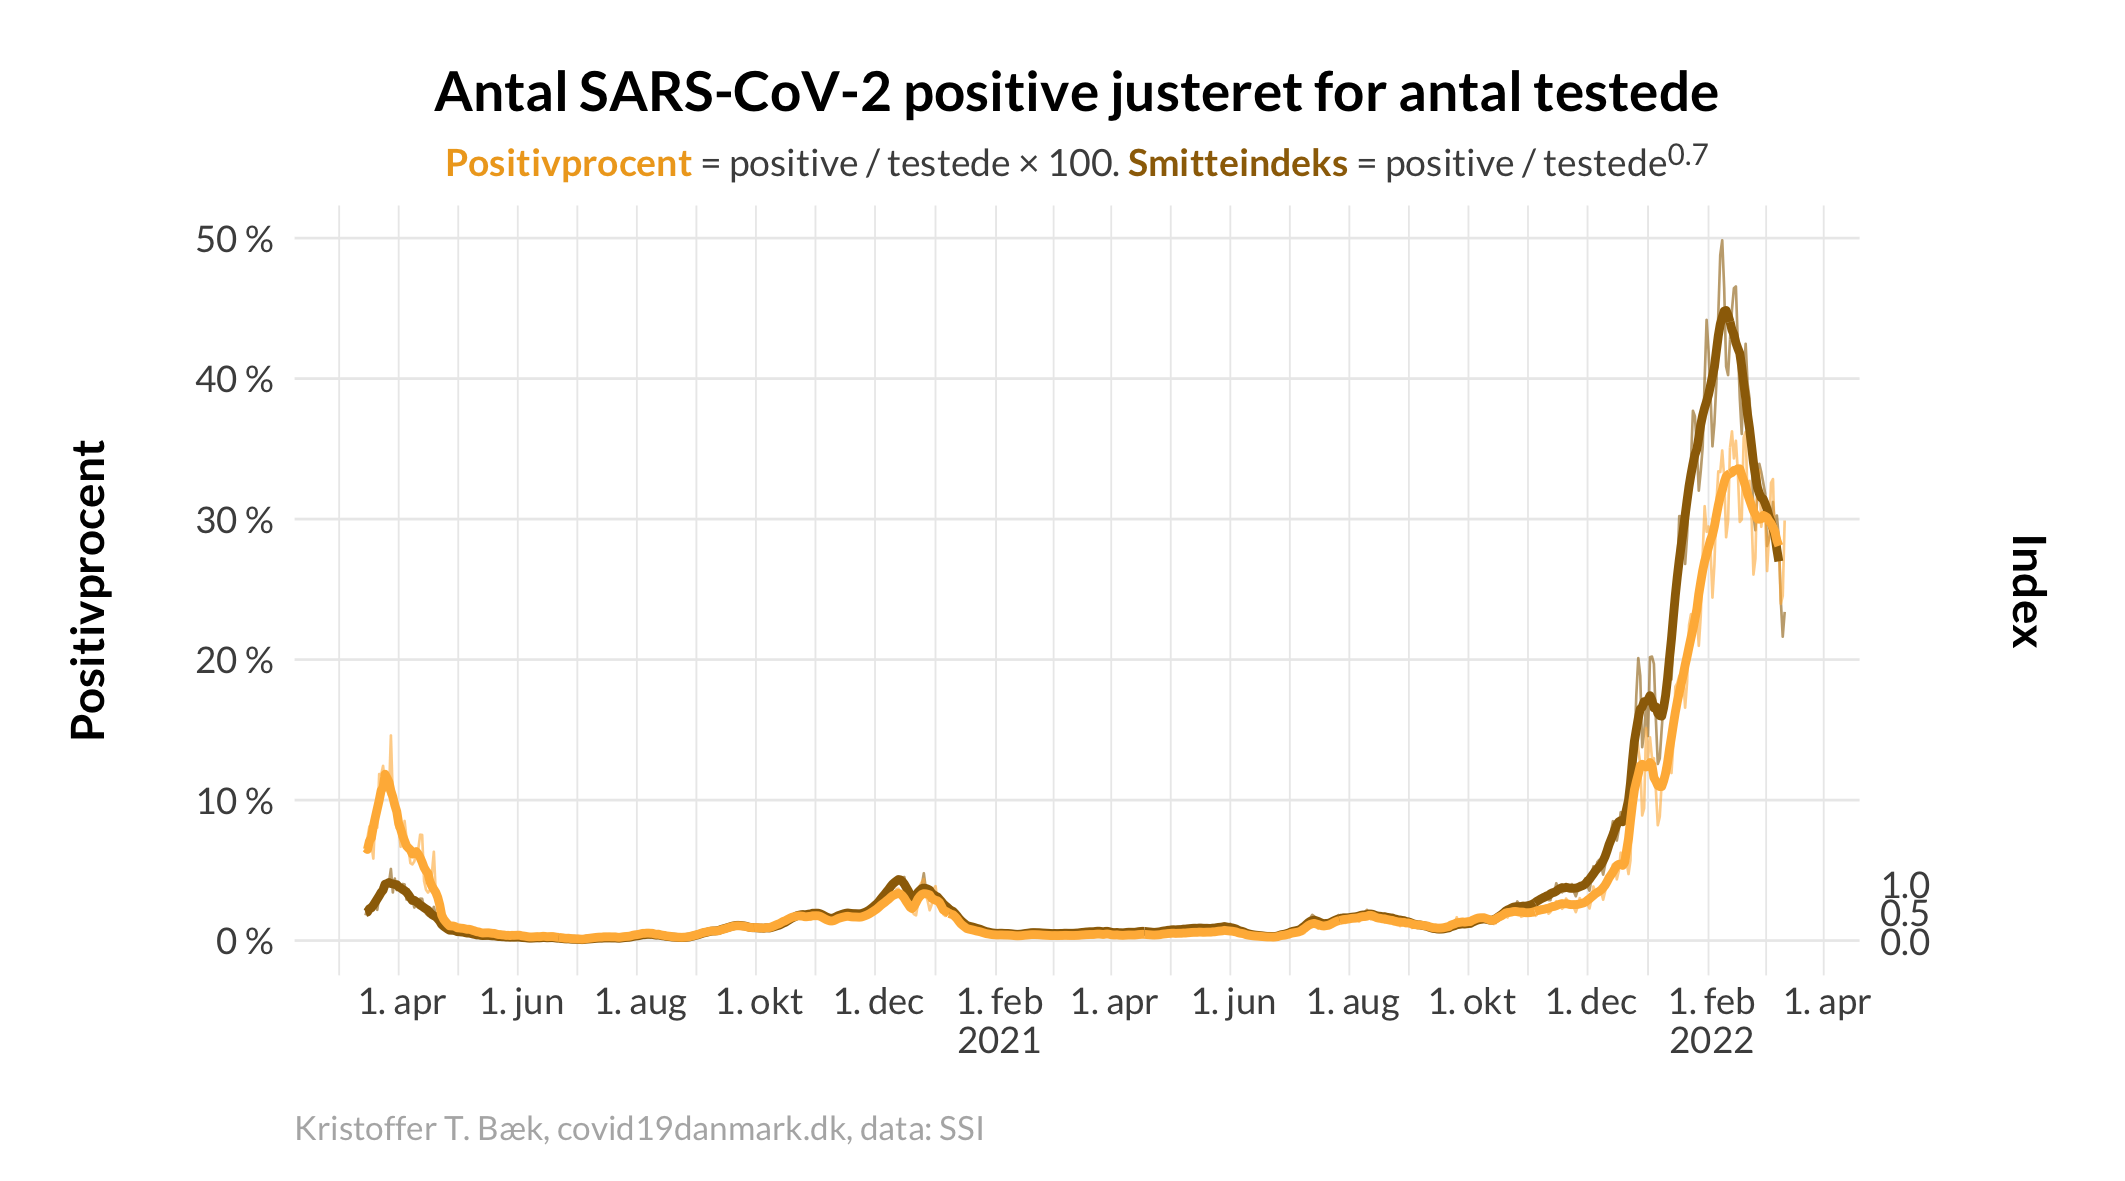 Antal SARS-CoV-2 positive justeret for antal testede
Positivprocent = positive / testede × 100. Smitteindeks = positive / testede^0.7
Positivprocent
50 %
40 %
30 %
20 %
10 %
0 %
Index
1.0
0.5
0.0
1. apr 1. jun 1. aug 1. okt 1. dec 1. feb 1. apr 1. jun 1. aug 1. okt 1. dec 1. feb 1. apr
2021 2022
Kristoffer T. Bæk, covid19danmark.dk, data: SSI